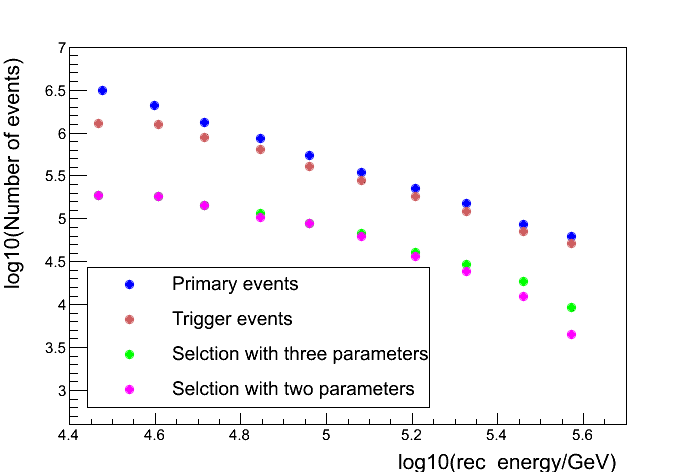 log10(Number of events)
7
6.5
6
5.5
5
4.5
4
3.5
3
Primary events
Trigger events
Selction with three parameters
Selction with two parameters
4.4 4.6 4.8 5 5.2 5.4 5.6
log10(rec_energy/GeV)